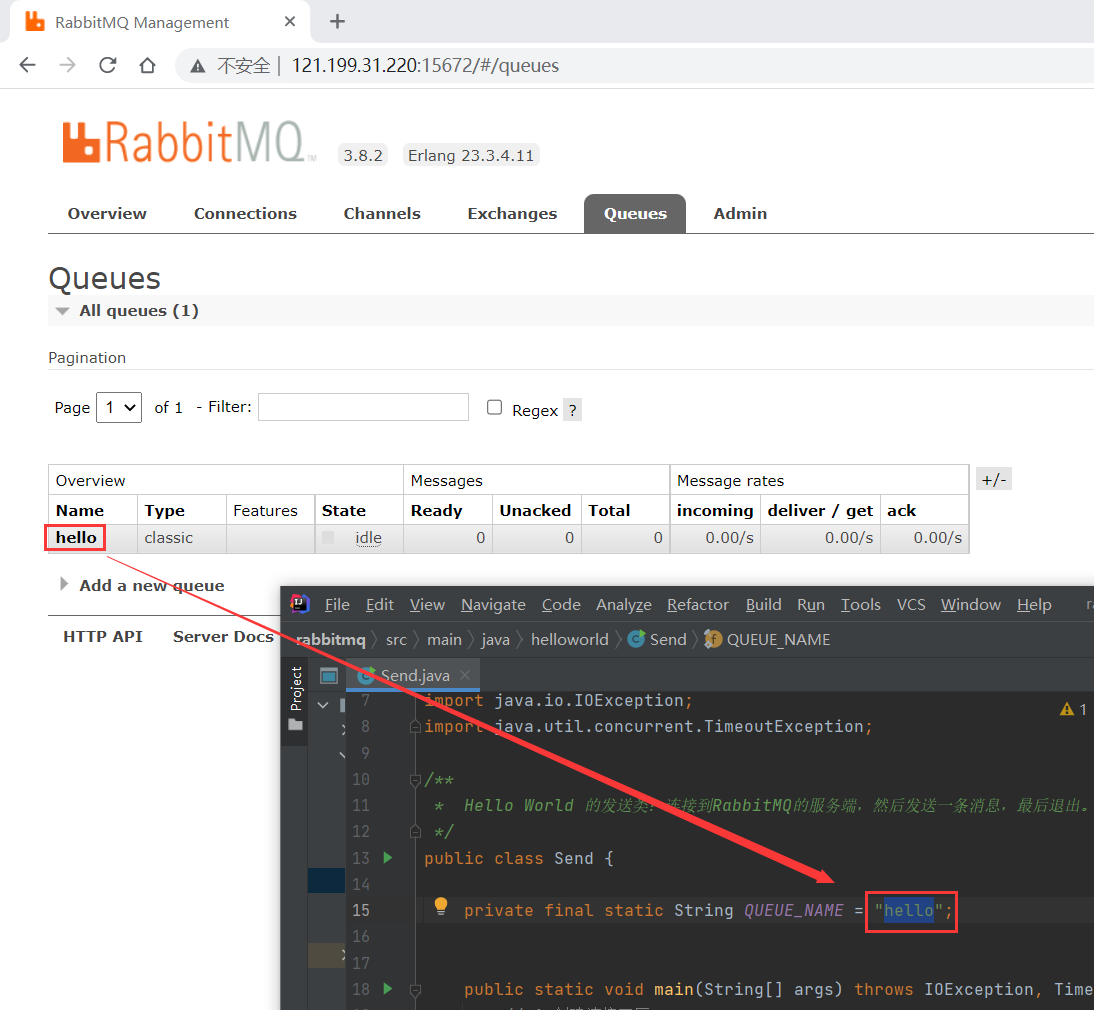 RabbitMQ Management
不安全 | 121.199.31.220:15672/#/queues
RabbitMQ™ 3.8.2 Erlang 23.3.4.11
Overview Connections Channels Exchanges Queues Admin
Queues
All queues (1)
Pagination
Page 1 of 1 - Filter: Regex ?
Overview Messages Message rates +/-
Name Type Features State Ready Unacked Total incoming deliver / get ack
hello classic idle 0 0 0 0.00/s 0.00/s 0.00/s
Add a new queue
HTTP API Server Docs
File Edit View Navigate Code Analyze Refactor Build Run Tools VCS Window Help
rabbitmq src main java helloworld Send QUEUE_NAME
Project
Send.java
1
7 import java.io.IOException;
8 import java.util.concurrent.TimeoutException;
9
10 /**
11 * Hello World 的发送类:连接到RabbitMQ的服务端，然后发送一条消息，最后退出。
12 */
13 public class Send {
14
15 private final static String QUEUE_NAME = "hello";
16
17
18 public static void main(String[] args) throws IOException, Time